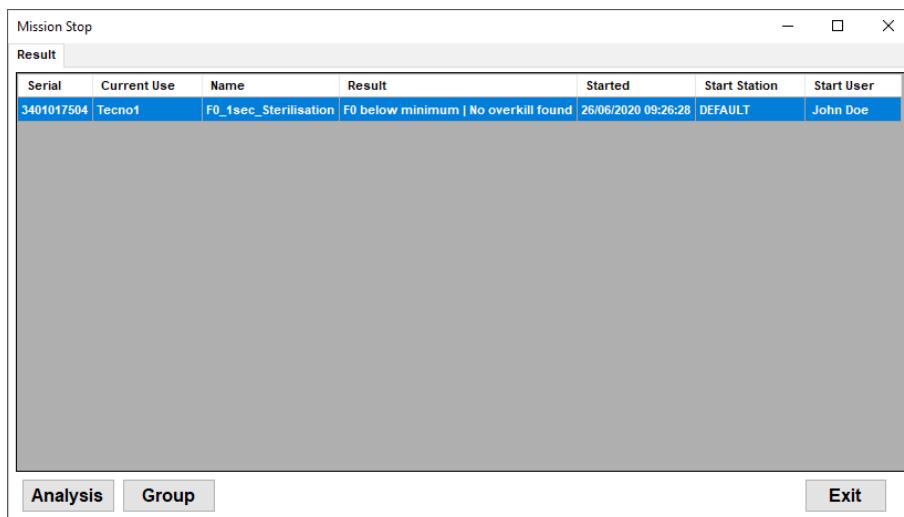 Mission Stop
Result
Serial Current Use Name Result Started Start Station Start User
3401017504 Tecno1 F0_1sec_Sterilisation F0 below minimum | No overkill found 26/06/2020 09:26:28 DEFAULT John Doe
Analysis Group Exit